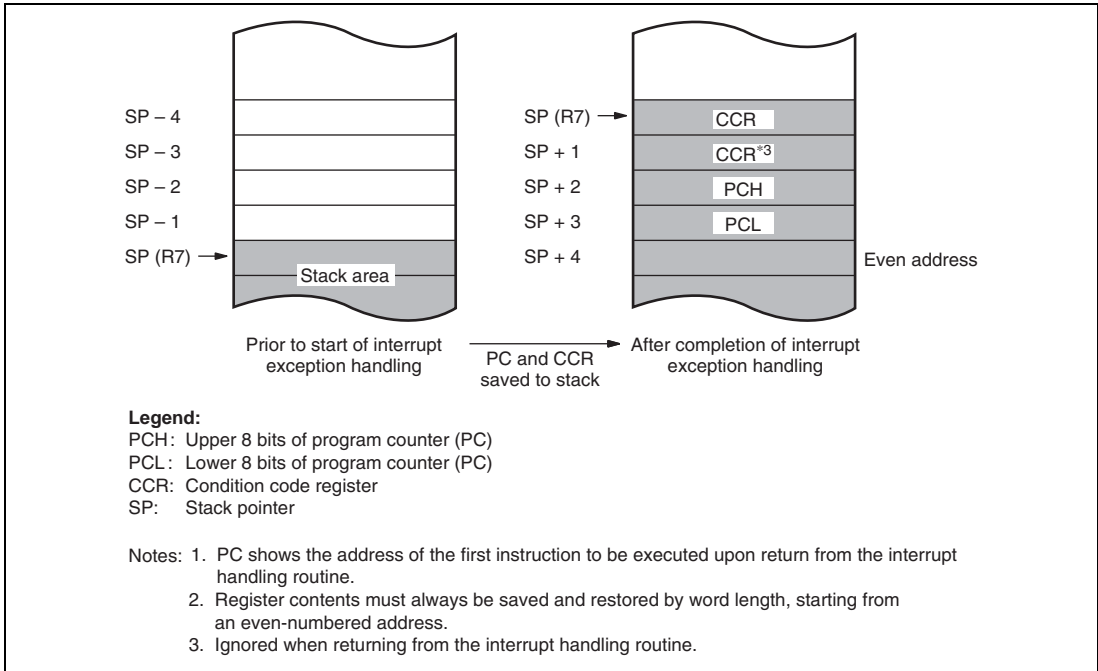 SP – 4
SP – 3
SP – 2
SP – 1
SP (R7)
Stack area
SP (R7)
SP + 1
SP + 2
SP + 3
SP + 4
CCR
CCR*3
PCH
PCL
Even address
Prior to start of interrupt
exception handling
PC and CCR
saved to stack
After completion of interrupt
exception handling
Legend:
PCH: Upper 8 bits of program counter (PC)
PCL: Lower 8 bits of program counter (PC)
CCR: Condition code register
SP: Stack pointer
Notes: 1. PC shows the address of the first instruction to be executed upon return from the interrupt
handling routine.
2. Register contents must always be saved and restored by word length, starting from
an even-numbered address.
3. Ignored when returning from the interrupt handling routine.